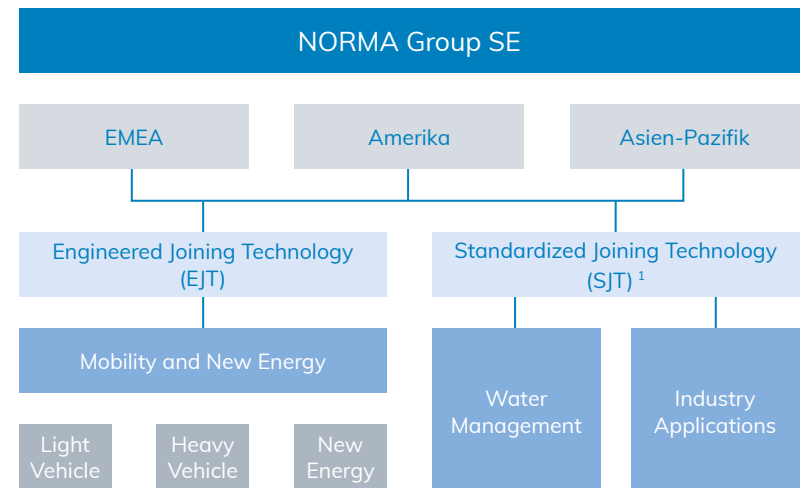 NORMA Group SE
EMEA
Amerika
Asien-Pazifik
Engineered Joining Technology
(EJT)
Standardized Joining Technology
(SJT) ¹
Mobility and New Energy
Water
Management
Industry
Applications
Light
Vehicle
Heavy
Vehicle
New
Energy